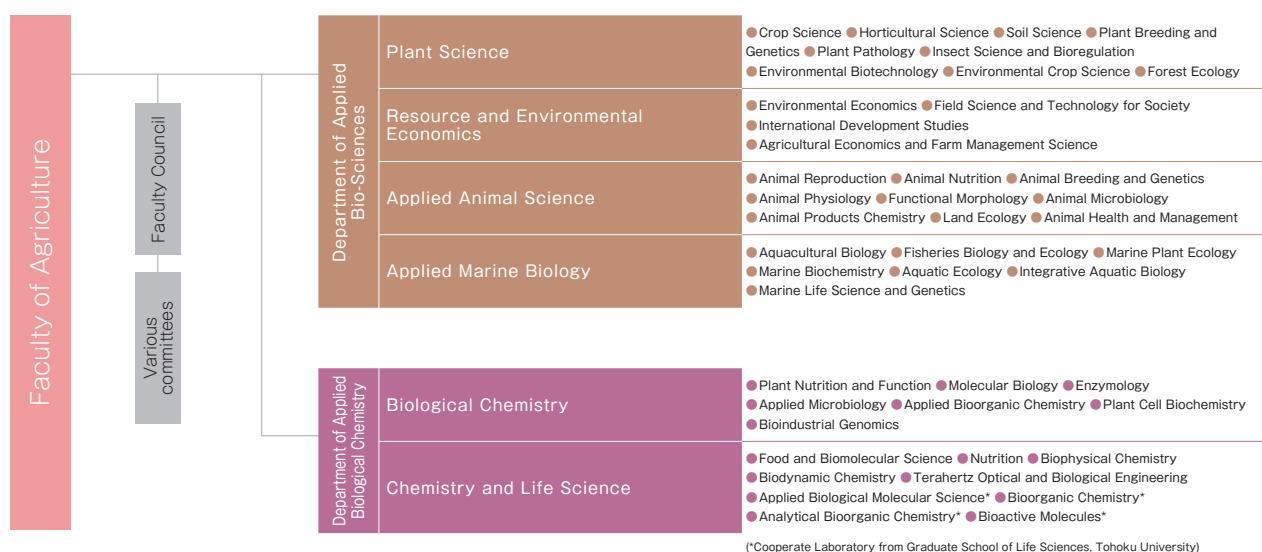 Faculty of Agriculture
Faculty Council
Various
committees
Department of Applied
Bio-Sciences
Plant Science
●Crop Science ●Horticultural Science ●Soil Science ●Plant Breeding and
Genetics ●Plant Pathology ●Insect Science and Bioregulation
●Environmental Biotechnology ●Environmental Crop Science ●Forest Ecology
Resource and Environmental
Economics
●Environmental Economics ●Field Science and Technology for Society
●International Development Studies
●Agricultural Economics and Farm Management Science
Applied Animal Science
●Animal Reproduction ●Animal Nutrition ●Animal Breeding and Genetics
●Animal Physiology ●Functional Morphology ●Animal Microbiology
●Animal Products Chemistry ●Land Ecology ●Animal Health and Management
Applied Marine Biology
●Aquacultural Biology ●Fisheries Biology and Ecology ●Marine Plant Ecology
●Marine Biochemistry ●Aquatic Ecology ●Integrative Aquatic Biology
●Marine Life Science and Genetics
Department of Applied
Biological Chemistry
Biological Chemistry
●Plant Nutrition and Function ●Molecular Biology ●Enzymology
●Applied Microbiology ●Applied Bioorganic Chemistry ●Plant Cell Biochemistry
●Bioindustrial Genomics
Chemistry and Life Science
●Food and Biomolecular Science ●Nutrition ●Biophysical Chemistry
●Biodynamic Chemistry ●Terahertz Optical and Biological Engineering
●Applied Biological Molecular Science* ●Bioorganic Chemistry*
●Analytical Bioorganic Chemistry* ●Bioactive Molecules*
(*Cooperate Laboratory from Graduate School of Life Sciences, Tohoku University)